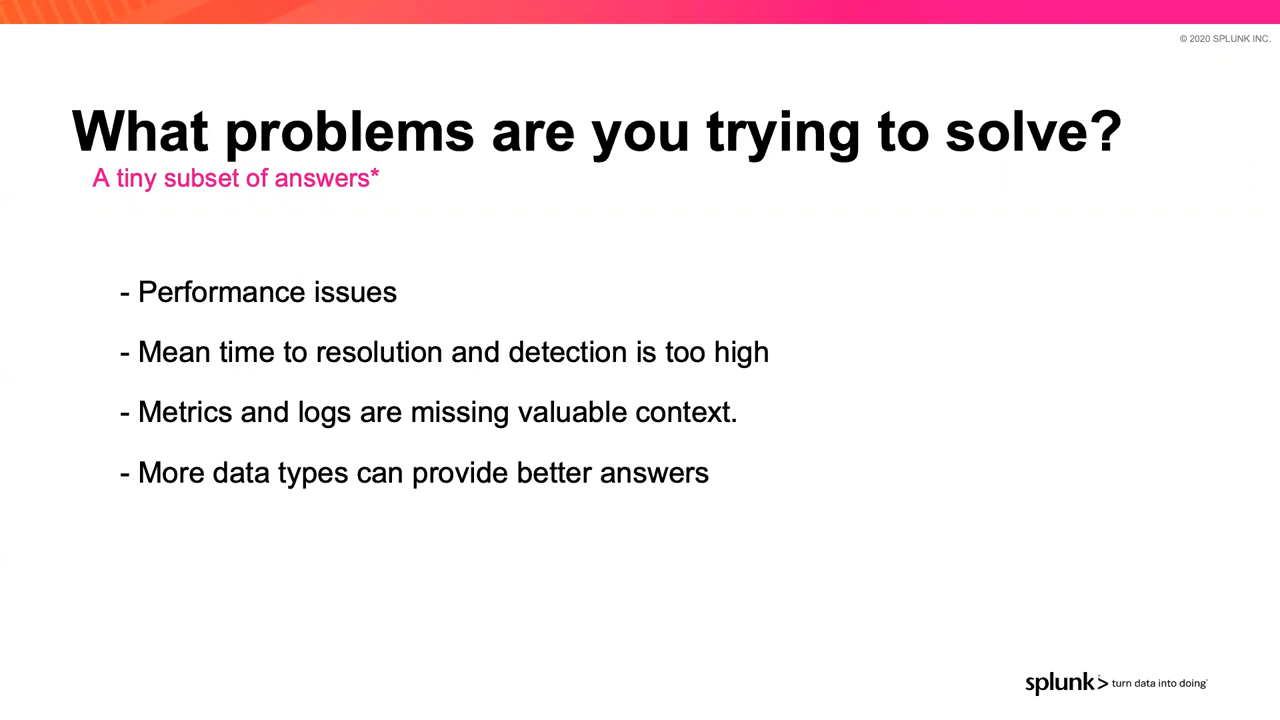 © 2020 SPLUNK INC.
What problems are you trying to solve?
A tiny subset of answers*
- Performance issues
- Mean time to resolution and detection is too high
- Metrics and logs are missing valuable context.
- More data types can provide better answers
splunk> turn data into doing